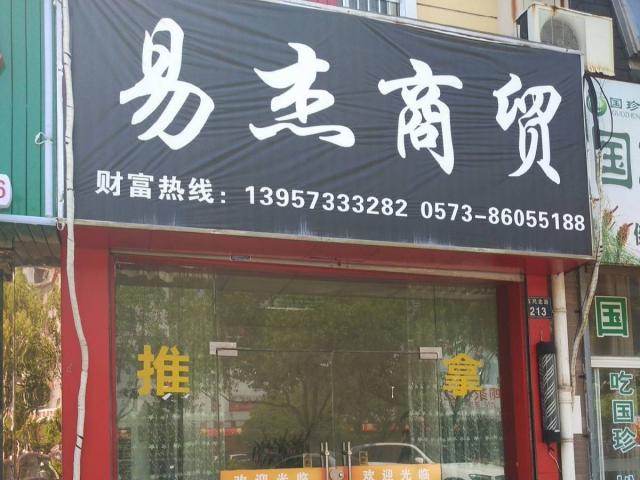 易杰商贸
财富热线：13957333282 0573-86055188
国珍
国
213
推
拿
国
吃国珍
欢迎光临
欢迎光临
6